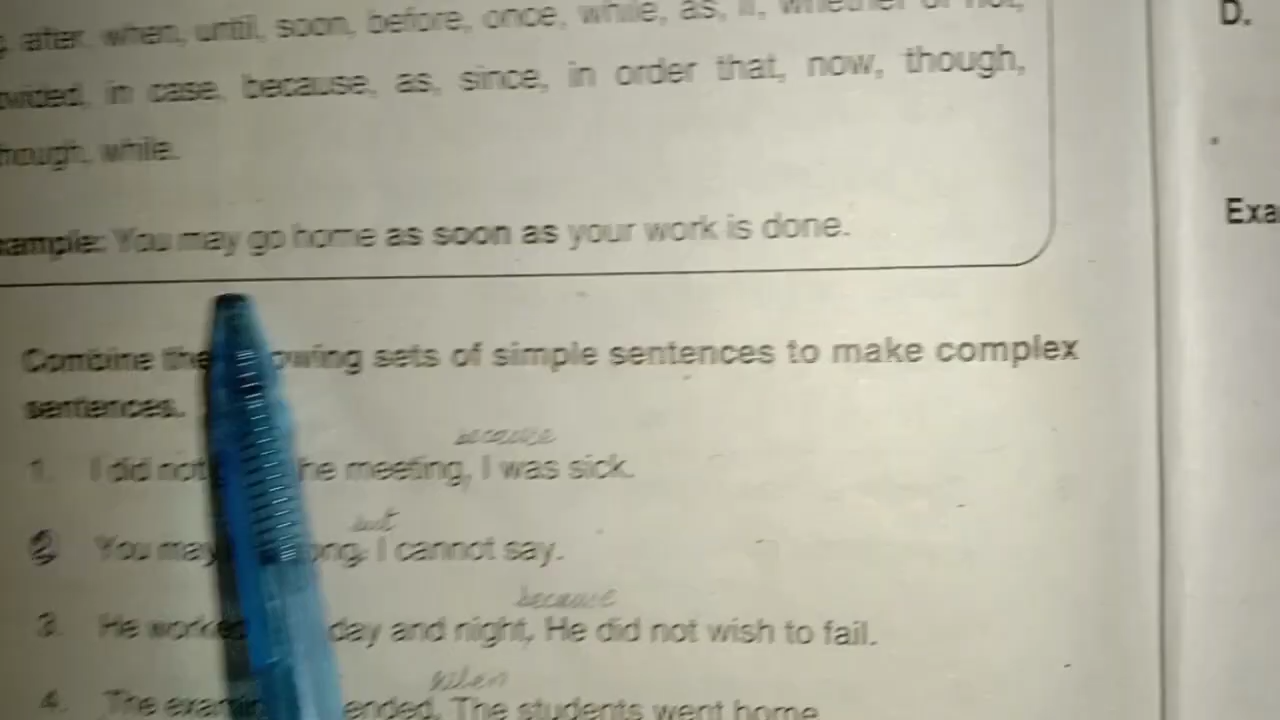 after, when, until, soon, before, once, while, as, if, whether or not,
in case, because, as, since, in order that, now, though,
while.
You may go home as soon as your work is done.
Combine the sets of simple sentences to make complex
sentences.
because
1. I did not he meeting, I was sick.
but
2 You may ong, I cannot say.
because
3. He worked day and night, He did not wish to fail.
when
4. The ended. The students went home
D.
Exa